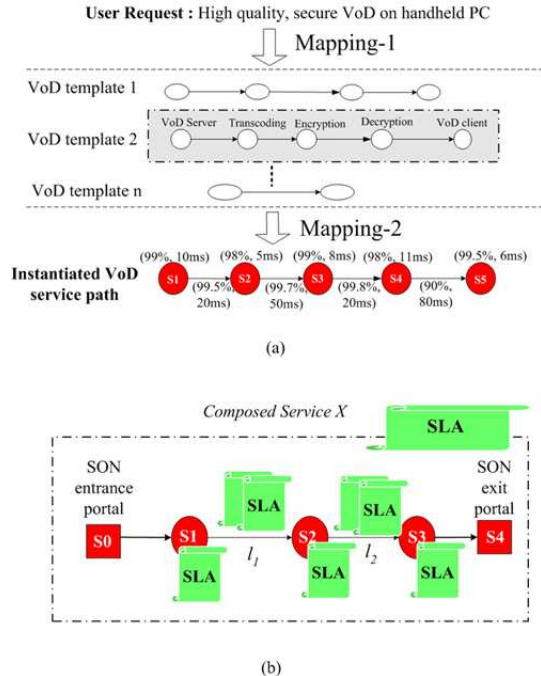 User Request : High quality, secure VoD on handheld PC
Mapping-1
VoD template 1
VoD Server Transcoding Encryption Decryption VoD client
VoD template 2
VoD template n
Mapping-2
(99%, 10ms) (98%, 5ms) (99%, 8ms) (98%, 11ms) (99.5%, 6ms)
Instantiated VoD
service path
S1 S2 S3 S4 S5
(99.5%, 20ms) (99.7%, 50ms) (99.8%, 20ms) (90%, 80ms)
(a)
Composed Service X
SLA
SON
entrance
portal
SON
exit
portal
SLA SLA
S0 S1 S2 S3 S4
l1 l2
SLA SLA SLA
(b)